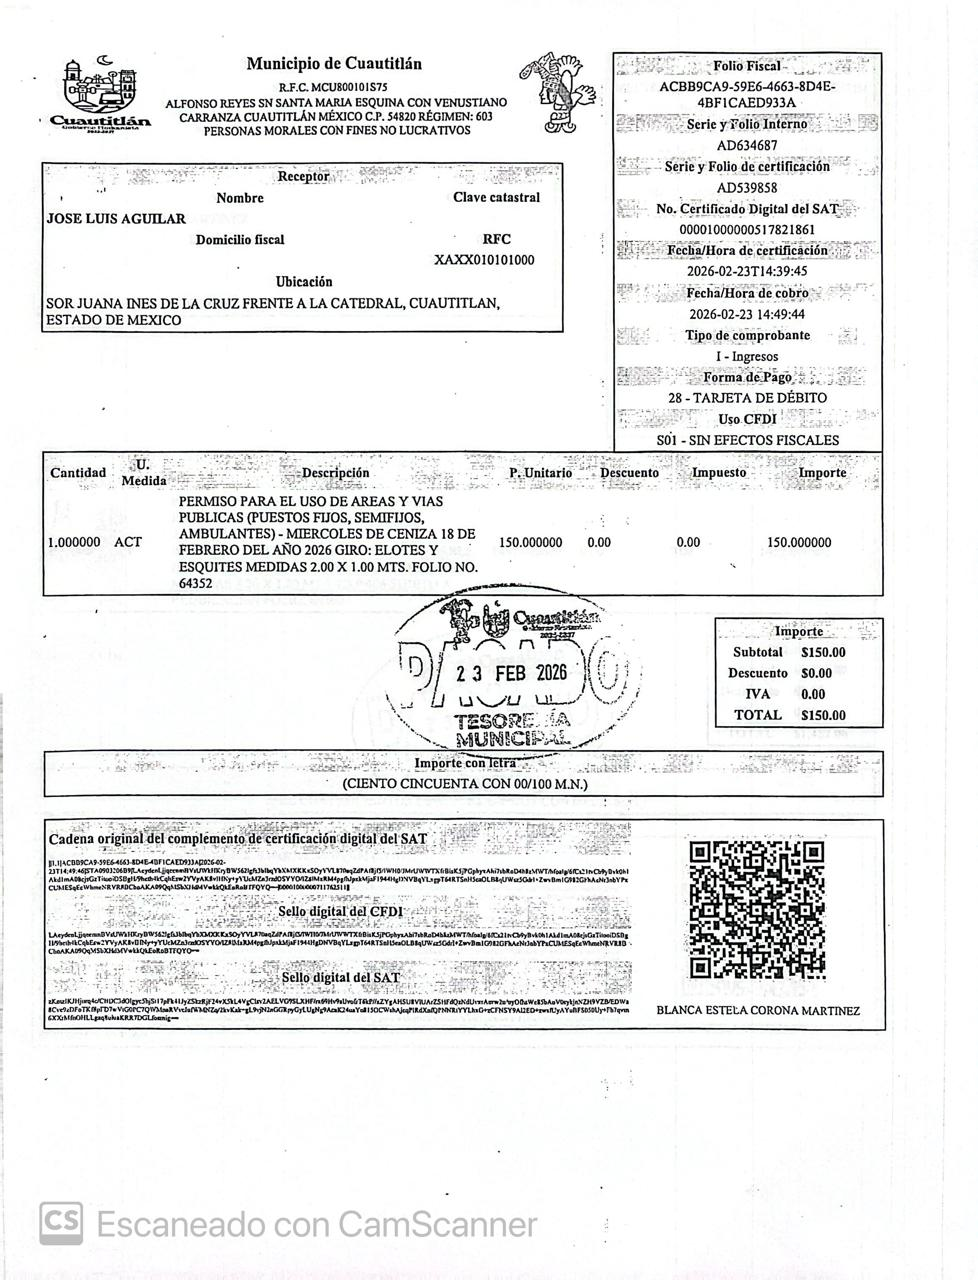 Municipio de Cuautitlán
R.F.C. MCU800101S75
ALFONSO REYES SN SANTA MARIA ESQUINA CON VENUSTIANO
CARRANZA CUAUTITLÁN MÉXICO C.P. 54820 RÉGIMEN: 603
PERSONAS MORALES CON FINES NO LUCRATIVOS
Cuautitlán
Folio Fiscal
ACBB9CA9-59E6-4663-8D4E-
4BF1CAED933A
Serie y Folio Interno
AD634687
Serie y Folio de certificación
AD539858
No. Certificado Digital del SAT
00001000000517821861
Fecha/Hora de certificación
2026-02-23T14:39:45
Fecha/Hora de cobro
2026-02-23 14:49:44
Tipo de comprobante
I - Ingresos
Forma de Pago
28 - TARJETA DE DÉBITO
Uso CFDI
S01 - SIN EFECTOS FISCALES
Receptor
Nombre Clave catastral
JOSE LUIS AGUILAR
Domicilio fiscal RFC
XAXX010101000
Ubicación
SOR JUANA INES DE LA CRUZ FRENTE A LA CATEDRAL, CUAUTITLAN,
ESTADO DE MEXICO
Cantidad U. Medida Descripción P. Unitario Descuento Impuesto Importe
PERMISO PARA EL USO DE AREAS Y VIAS
PUBLICAS (PUESTOS FIJOS, SEMIFIJOS,
AMBULANTES) - MIERCOLES DE CENIZA 18 DE
1.000000 ACT FEBRERO DEL AÑO 2026 GIRO: ELOTES Y 150.000000 0.00 0.00 150.000000
ESQUITES MEDIDAS 2.00 X 1.00 MTS. FOLIO NO.
64352
Cuautitlán
PAGADO
23 FEB 2026
TESORERIA
MUNICIPAL
Importe
Subtotal $150.00
Descuento $0.00
IVA 0.00
TOTAL $150.00
Importe con letra
(CIENTO CINCUENTA CON 00/100 M.N.)
Cadena original del complemento de certificación digital del SAT
Sello digital del CFDI
Sello digital del SAT
BLANCA ESTELA CORONA MARTINEZ
CS Escaneado con CamScanner